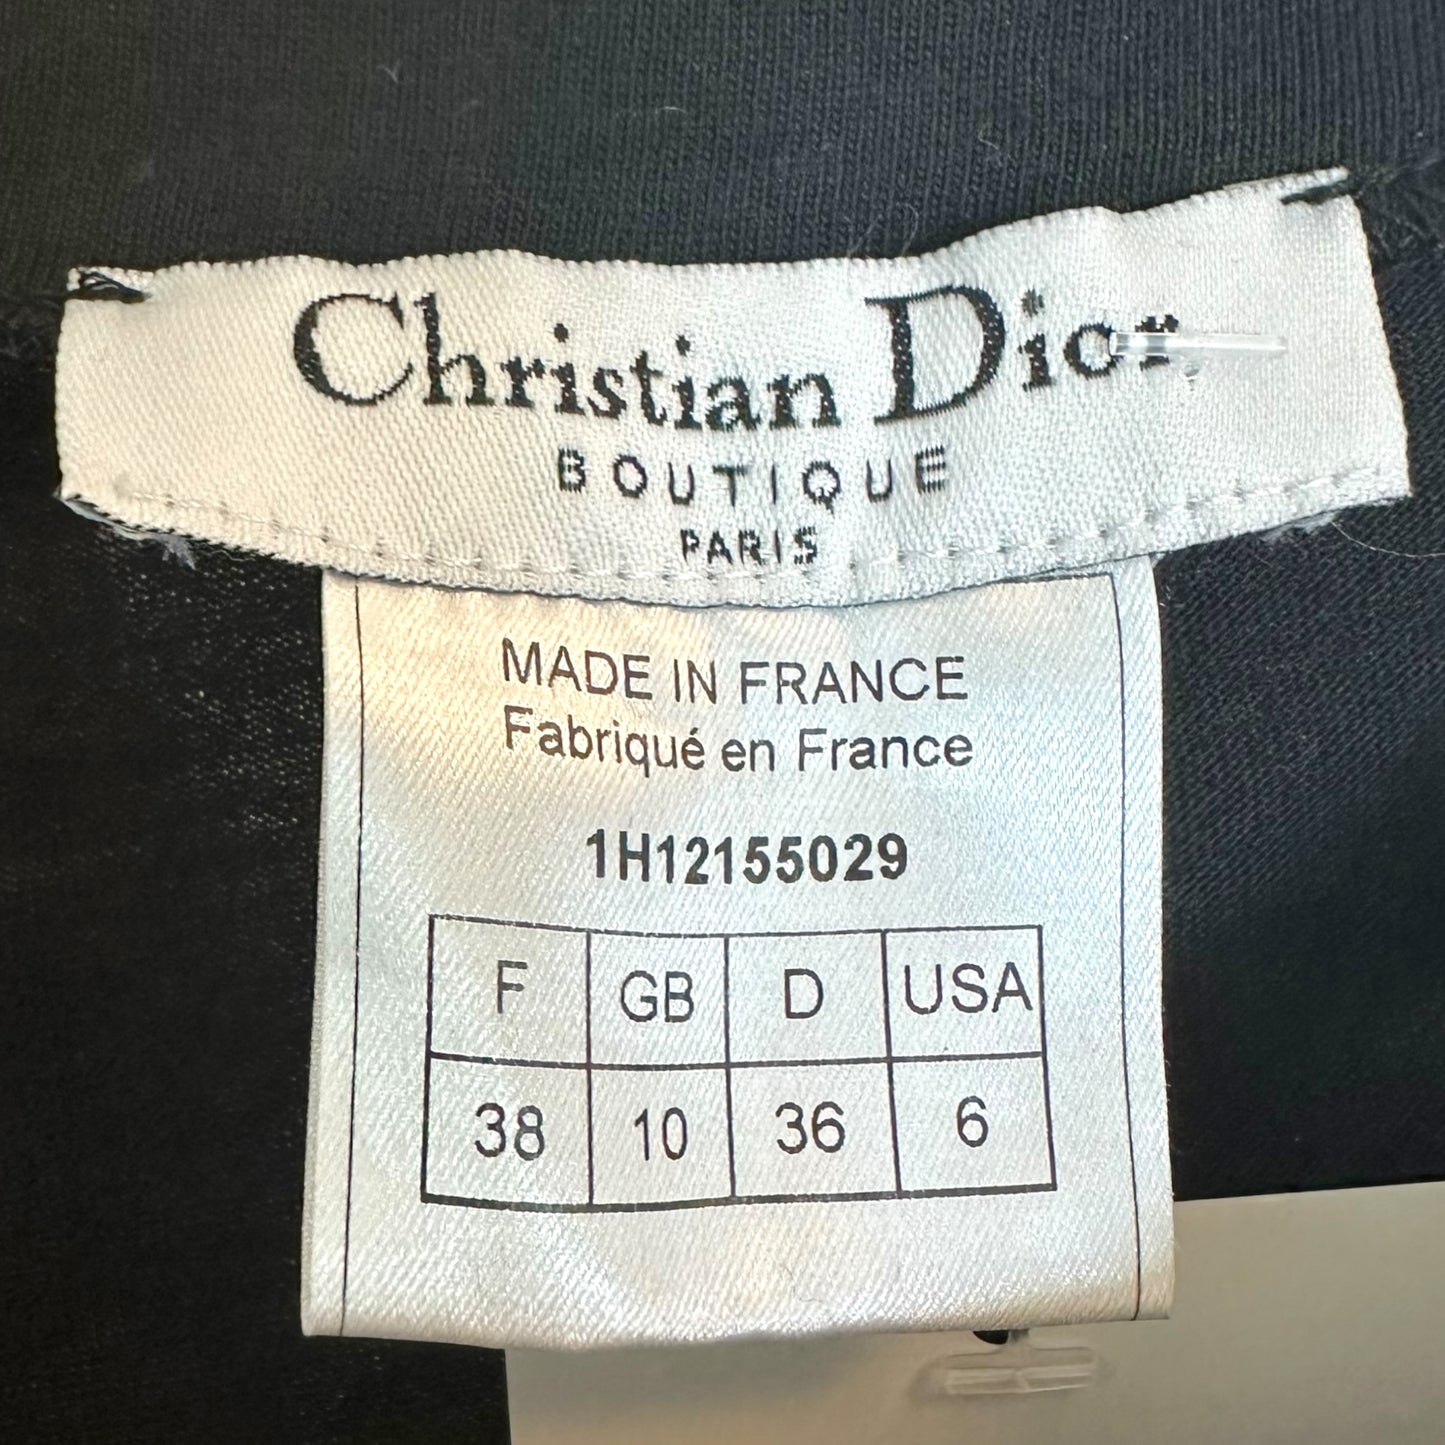 Christian Dior
BOUTIQUE
PARIS
MADE IN FRANCE
Fabriqué en France
1H12155029
F GB D USA
38 10 36 6